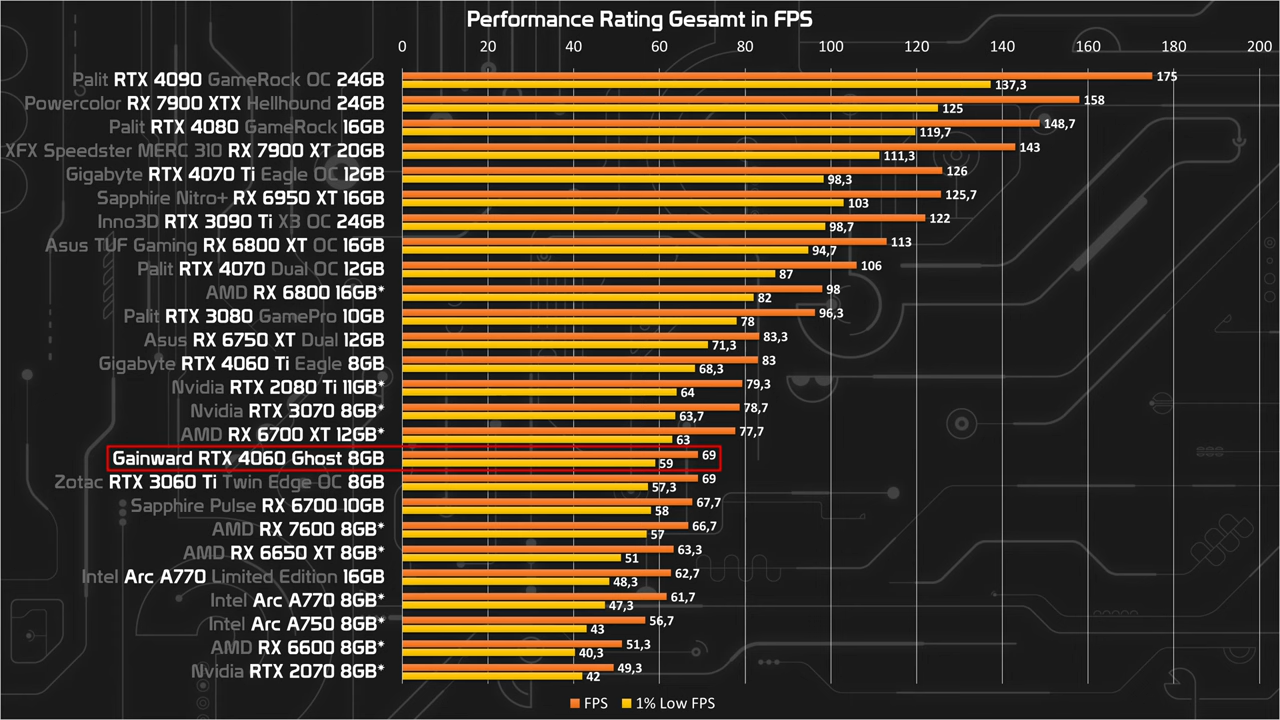 Performance Rating Gesamt in FPS
0 20 40 60 80 100 120 140 160 180 200
Palit RTX 4090 GameRock OC 24GB 175 137,3
Powercolor RX 7900 XTX Hellhound 24GB 158 125
Palit RTX 4080 GameRock 16GB 148,7 119,7
XFX Speedster MERC 310 RX 7900 XT 20GB 143 111,3
Gigabyte RTX 4070 Ti Eagle OC 12GB 126 98,3
Sapphire Nitro+ RX 6950 XT 16GB 125,7 103
Inno3D RTX 3090 Ti X3 OC 24GB 122 98,7
Asus TUF Gaming RX 6800 XT OC 16GB 113 94,7
Palit RTX 4070 Dual OC 12GB 106 87
AMD RX 6800 16GB* 98 82
Palit RTX 3080 GamePro 10GB 96,3 78
Asus RX 6750 XT Dual 12GB 83,3 71,3
Gigabyte RTX 4060 Ti Eagle 8GB 83 68,3
Nvidia RTX 2080 Ti 11GB* 79,3 64
Nvidia RTX 3070 8GB* 78,7 63,7
AMD RX 6700 XT 12GB* 77,7 63
Gainward RTX 4060 Ghost 8GB 69 59
Zotac RTX 3060 Ti Twin Edge OC 8GB 69 57,3
Sapphire Pulse RX 6700 10GB 67,7 58
AMD RX 7600 8GB* 66,7 57
AMD RX 6650 XT 8GB* 63,3 51
Intel Arc A770 Limited Edition 16GB 62,7 48,3
Intel Arc A770 8GB* 61,7 47,3
Intel Arc A750 8GB* 56,7 43
AMD RX 6600 8GB* 51,3 40,3
Nvidia RTX 2070 8GB* 49,3 42
FPS 1% Low FPS